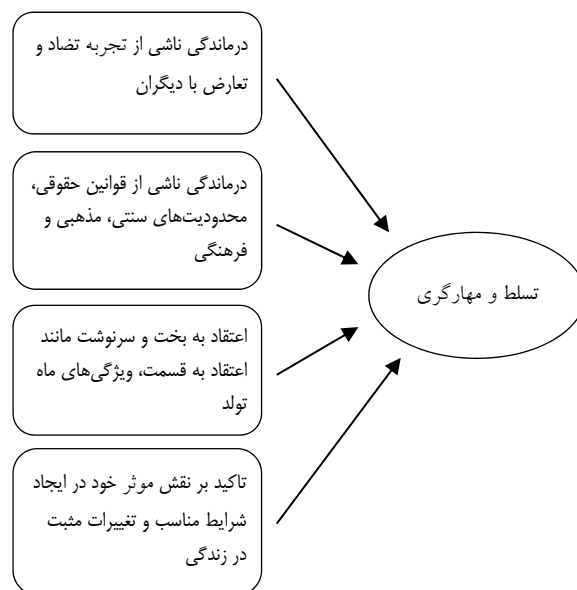 درماندگی ناشی از تجربه تضاد و
تعارض با دیگران
درماندگی ناشی از قوانین حقوقی،
محدودیت‌های سنتی، مذهبی و
فرهنگی
تسلط و مهارگری
اعتقاد به بخت و سرنوشت مانند
اعتقاد به قسمت، ویژگی‌های ماه
تولد
تاکید بر نقش موثر خود در ایجاد
شرایط مناسب و تغییرات مثبت
در زندگی